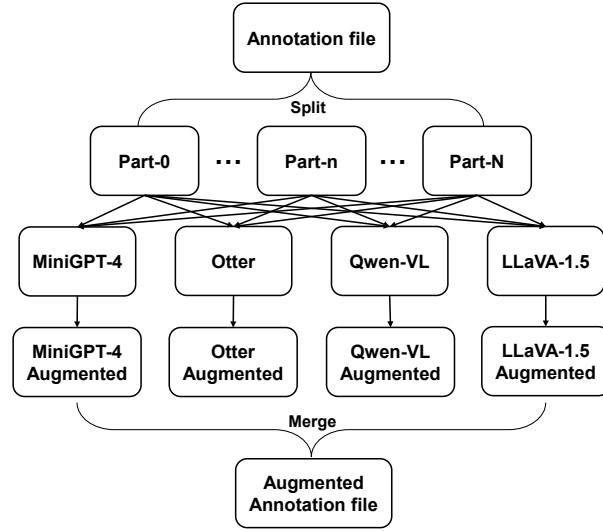 Annotation file
Split
Part-0 ... Part-n ... Part-N
MiniGPT-4 Otter Qwen-VL LLaVA-1.5
MiniGPT-4 Otter Qwen-VL LLaVA-1.5
Augmented Augmented Augmented Augmented
Merge
Augmented
Annotation file